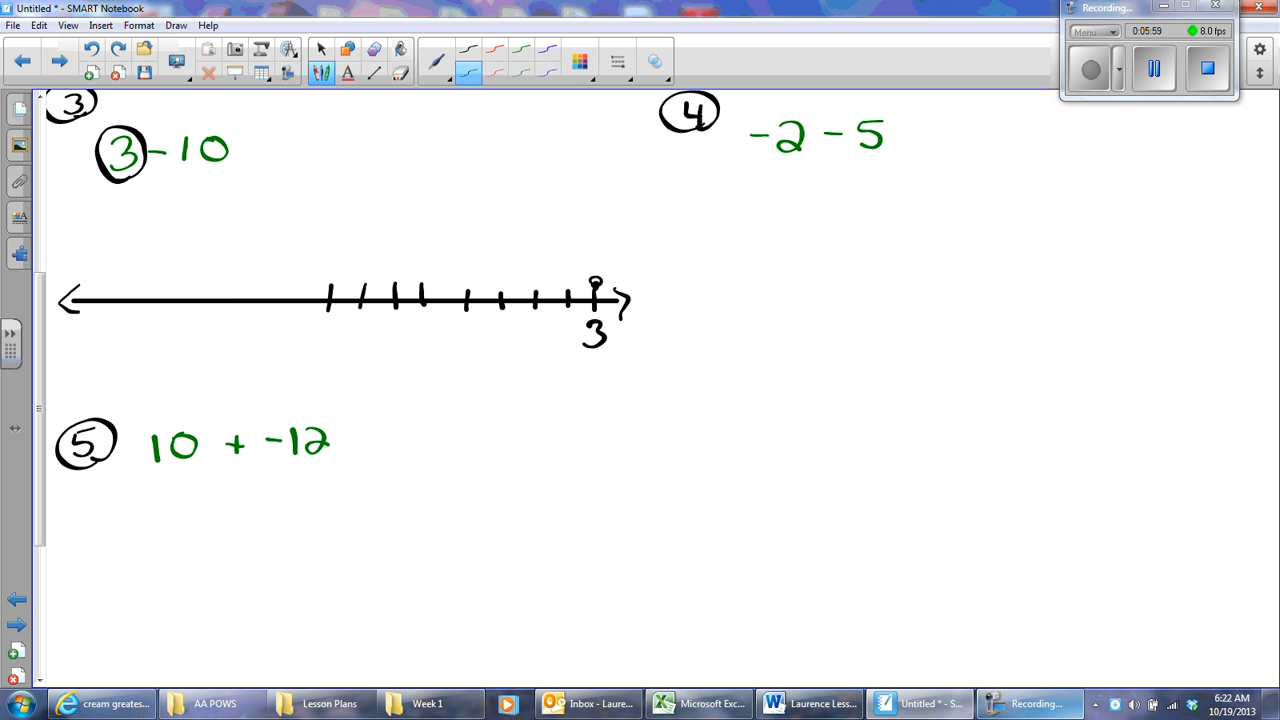 Untitled * - SMART Notebook
Recording...
File Edit View Insert Format Draw Help
Menu
0:05:59
8.0 fps
3
3 - 10
4
-2 - 5
3
5
10 + -12
cream greates...
AA POWS
Lesson Plans
Week 1
Inbox - Laure...
Microsoft Exc...
Laurence Less...
Untitled * - S...
Recording...
6:22 AM
10/19/2013